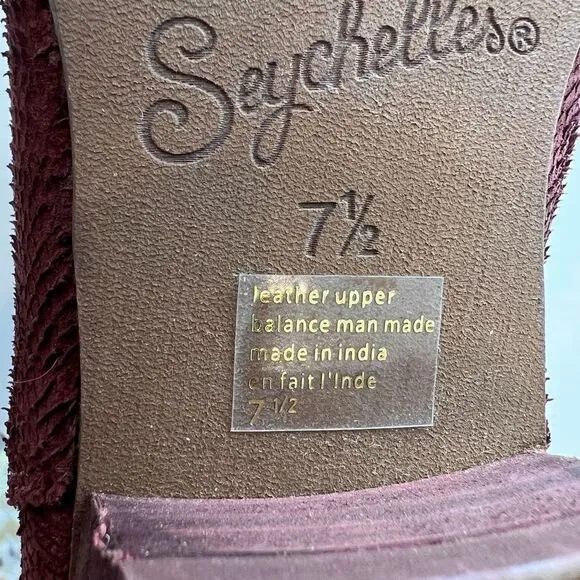 Seychelles®
7½
leather upper
balance man made
made in india
en fait l'Inde
7 1/2